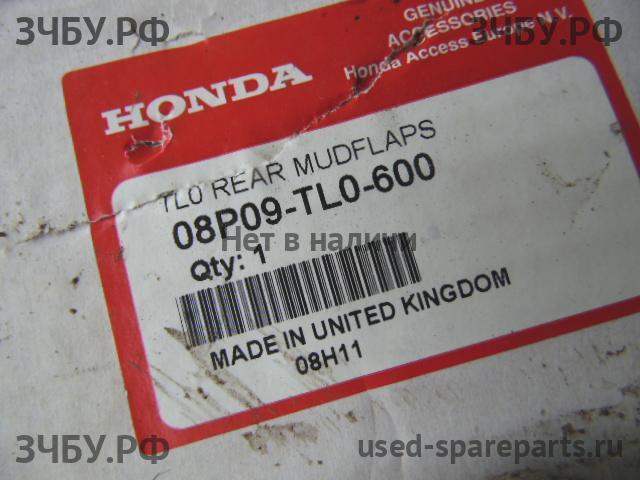 ЗЧБУ.РФ
ЗЧБУ.РФ
GENUINE
ACCESSORIES
Honda Access Europe N.V.
HONDA
TL0 REAR MUDFLAPS
08P09-TL0-600
Нет в наличии
Qty: 1
MADE IN UNITED KINGDOM
08H11
ЗЧБУ.РФ
used-spareparts.ru